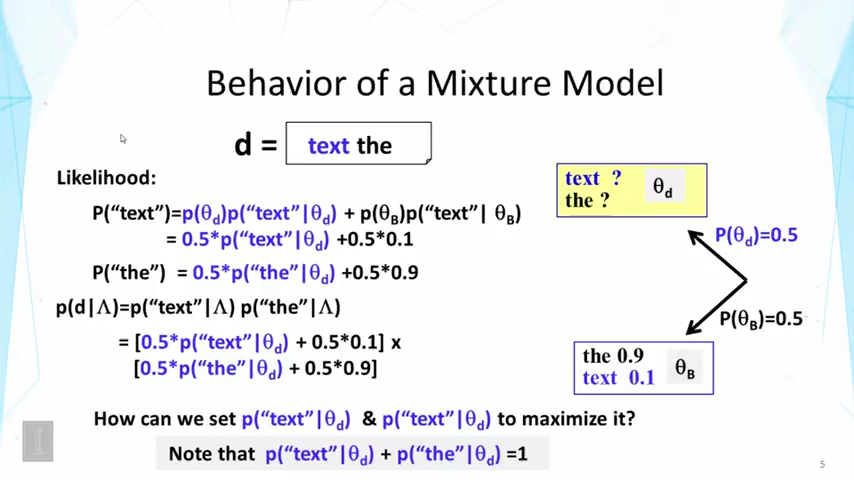 Behavior of a Mixture Model
d = text the
Likelihood:
P(“text”)=p(θd)p(“text”|θd) + p(θB)p(“text”| θB)
= 0.5*p(“text”|θd) +0.5*0.1
P(“the”) = 0.5*p(“the”|θd) +0.5*0.9
p(d|Λ)=p(“text”|Λ) p(“the”|Λ)
= [0.5*p(“text”|θd) + 0.5*0.1] x
[0.5*p(“the”|θd) + 0.5*0.9]
How can we set p(“text”|θd) & p(“text”|θd) to maximize it?
Note that p(“text”|θd) + p(“the”|θd) =1
text ?
the ?
θd
P(θd)=0.5
P(θB)=0.5
the 0.9
text 0.1
θB
I
5